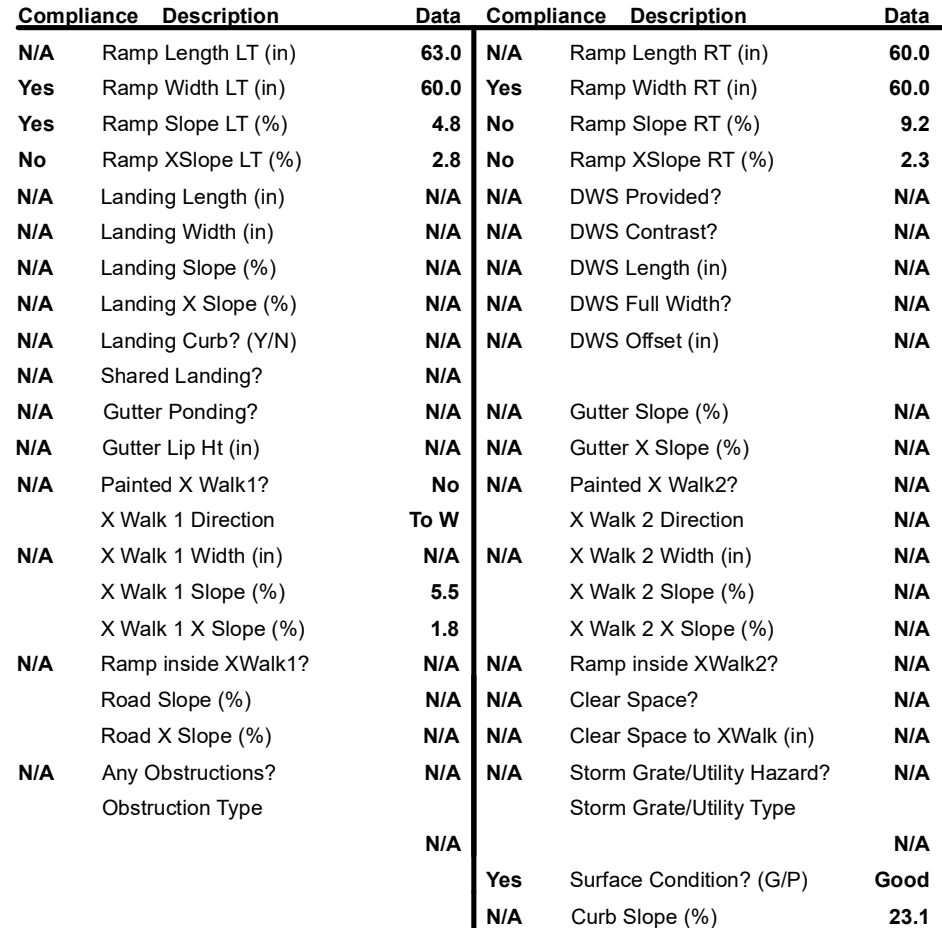 Compliance Description Data Compliance Description Data
N/A Ramp Length LT (in) 63.0 N/A Ramp Length RT (in) 60.0
Yes Ramp Width LT (in) 60.0 Yes Ramp Width RT (in) 60.0
Yes Ramp Slope LT (%) 4.8 No Ramp Slope RT (%) 9.2
No Ramp XSlope LT (%) 2.8 No Ramp XSlope RT (%) 2.3
N/A Landing Length (in) N/A N/A DWS Provided? N/A
N/A Landing Width (in) N/A N/A DWS Contrast? N/A
N/A Landing Slope (%) N/A N/A DWS Length (in) N/A
N/A Landing X Slope (%) N/A N/A DWS Full Width? N/A
N/A Landing Curb? (Y/N) N/A N/A DWS Offset (in) N/A
N/A Shared Landing? N/A
N/A Gutter Ponding? N/A N/A Gutter Slope (%) N/A
N/A Gutter Lip Ht (in) N/A N/A Gutter X Slope (%) N/A
N/A Painted X Walk1? No N/A Painted X Walk2? N/A
X Walk 1 Direction To W X Walk 2 Direction N/A
N/A X Walk 1 Width (in) N/A N/A X Walk 2 Width (in) N/A
X Walk 1 Slope (%) 5.5 X Walk 2 Slope (%) N/A
X Walk 1 X Slope (%) 1.8 X Walk 2 X Slope (%) N/A
N/A Ramp inside XWalk1? N/A N/A Ramp inside XWalk2? N/A
Road Slope (%) N/A N/A Clear Space? N/A
Road X Slope (%) N/A N/A Clear Space to XWalk (in) N/A
N/A Any Obstructions? N/A N/A Storm Grate/Utility Hazard? N/A
Obstruction Type Storm Grate/Utility Type
N/A N/A
Yes Surface Condition? (G/P) Good
N/A Curb Slope (%) 23.1